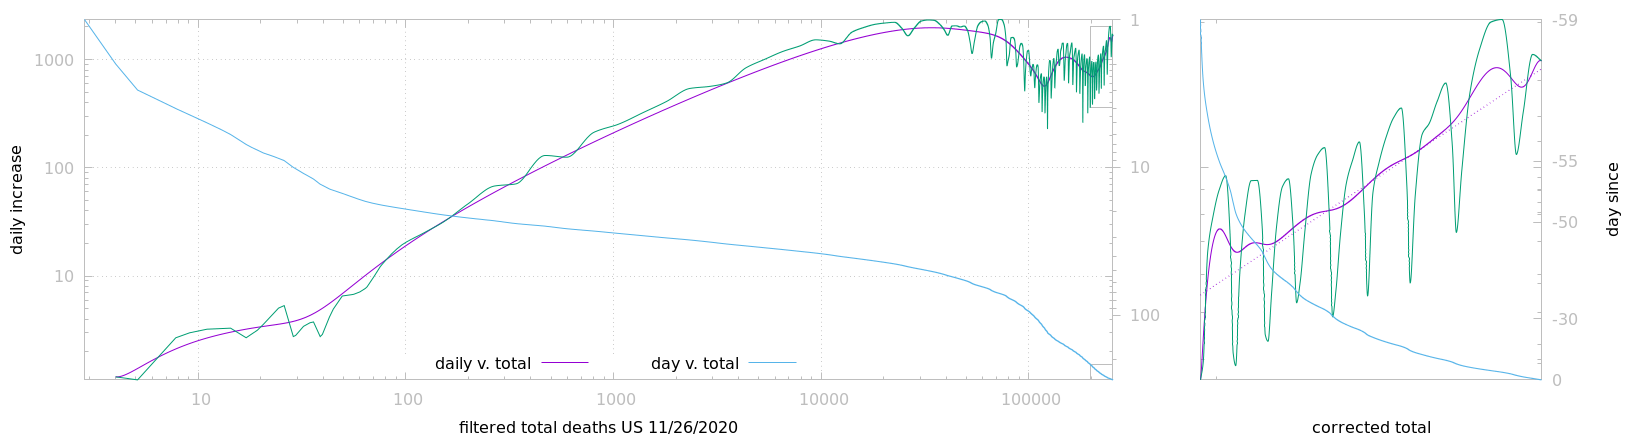 1000
100
10
daily increase
10
100
1000
10000
100000
filtered total deaths US 11/26/2020
daily v. total
day v. total
1
10
100
-59
-55
-50
-30
0
day since
corrected total